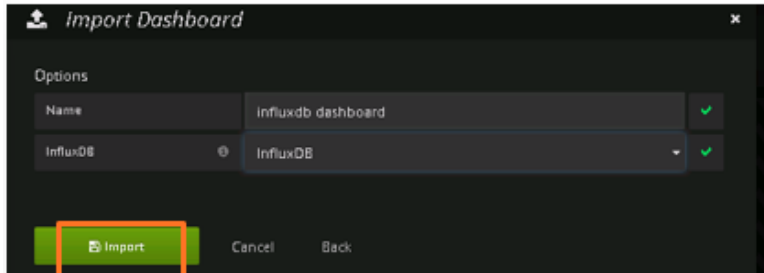 Import Dashboard ×
Options
Name influxdb dashboard
InfluxDB InfluxDB
Import Cancel Back